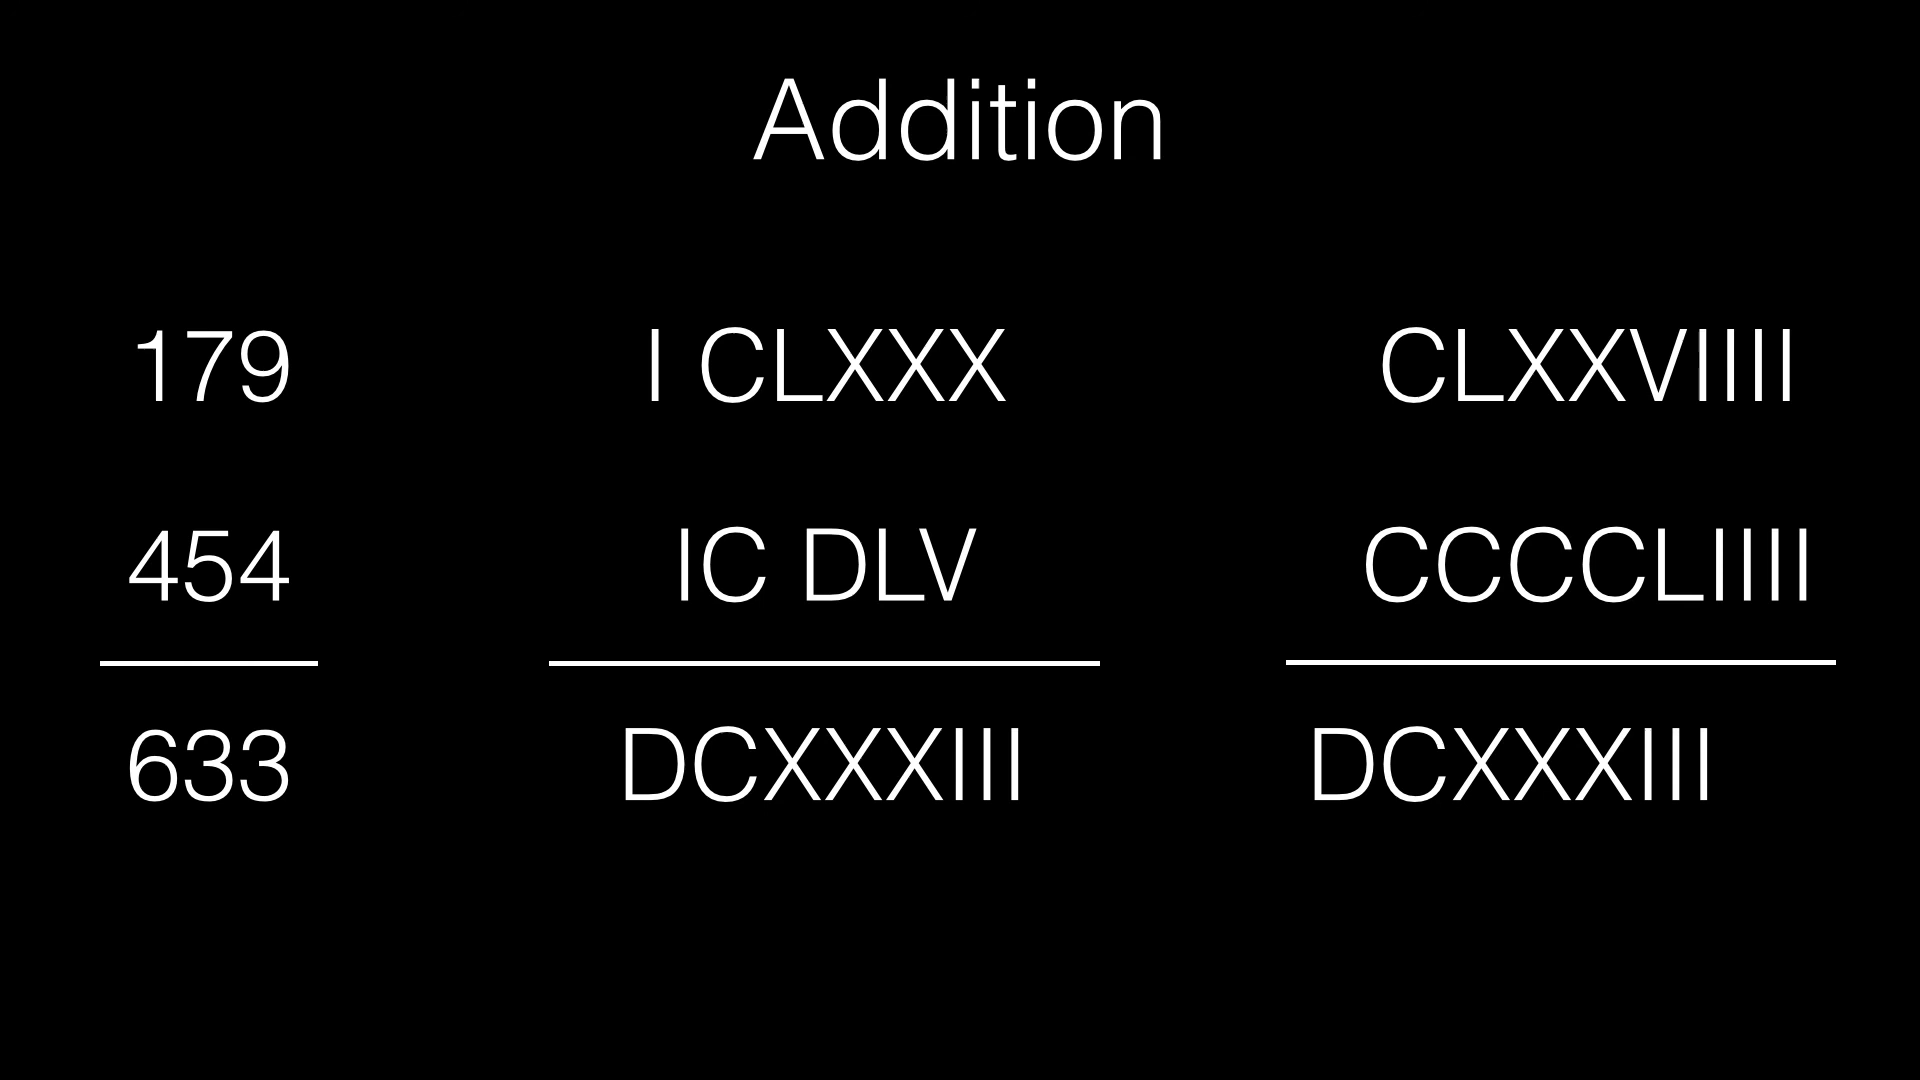 Addition
179 I CLXXX CLXXVIIII
454 IC DLV CCCCLIIII
633 DCXXXIII DCXXXIII